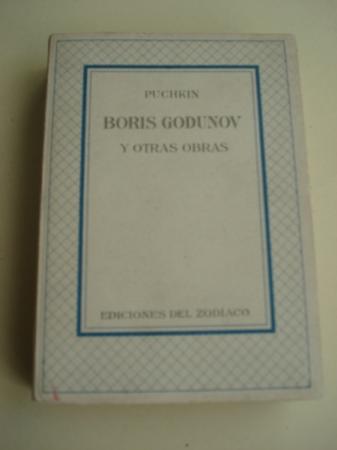 PUCHKIN
BORIS GODUNOV
Y OTRAS OBRAS
EDICIONES DEL ZODIACO